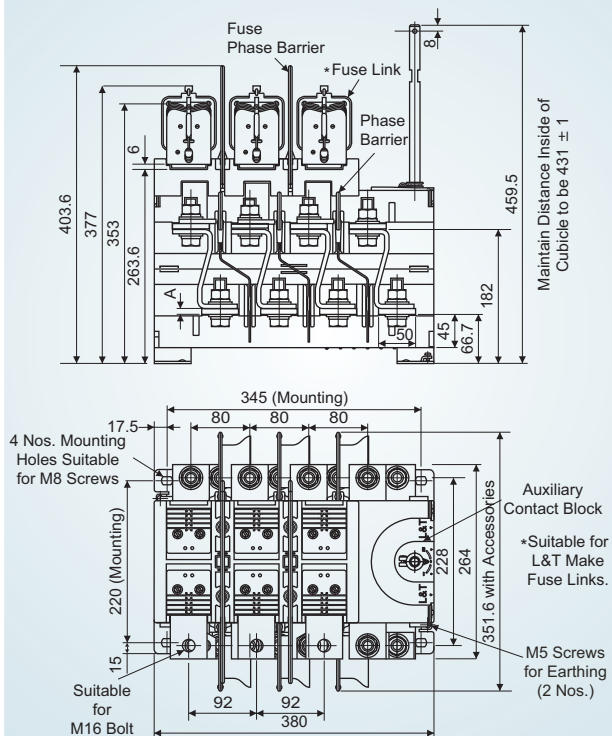 Fuse
Phase Barrier
*Fuse Link
Phase
Barrier
8
6
403.6
377
353
263.6
A
459.5
Maintain Distance Inside of
Cubicle to be 431 ± 1
182
50
45
66.7
345 (Mounting)
17.5
80
80
80
4 Nos. Mounting
Holes Suitable
for M8 Screws
220 (Mounting)
15
Suitable
for
M16 Bolt
92
92
380
228
264
351.6 with Accessories
L&T
L&T
Auxiliary
Contact Block
*Suitable for
L&T Make
Fuse Links.
M5 Screws
for Earthing
(2 Nos.)